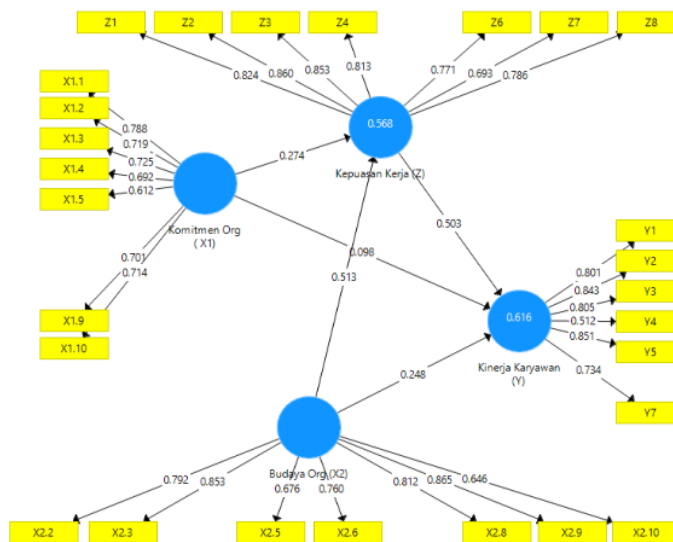 Z1
Z2
Z3
Z4
Z6
Z7
Z8
0.824
0.860
0.853
0.813
0.771
0.693
0.786
X1.1
X1.2
X1.3
X1.4
X1.5
X1.9
X1.10
0.788
0.719
0.725
0.692
0.612
0.701
0.714
0.568
Kepuasan Kerja (Z)
0.274
Komitmen Org
( X1)
0.098
0.503
0.513
Y1
Y2
Y3
Y4
Y5
Y7
0.801
0.843
0.805
0.512
0.851
0.734
0.616
Kinerja Karyawan
(Y)
0.248
Budaya Org (X2)
0.792
0.853
0.676
0.760
0.812
0.865
0.646
X2.2
X2.3
X2.5
X2.6
X2.8
X2.9
X2.10